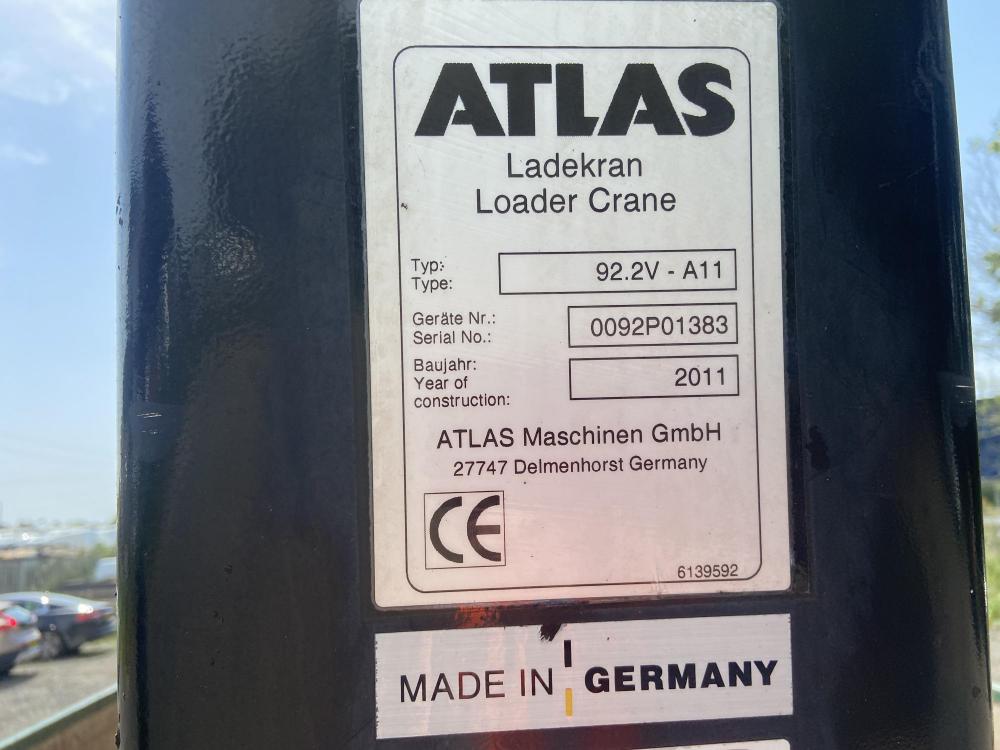 ATLAS
Ladekran
Loader Crane
Typ:
Type:
92.2V - A11
Geräte Nr.:
Serial No.:
0092P01383
Baujahr:
Year of
construction:
2011
ATLAS Maschinen GmbH
27747 Delmenhorst Germany
CE
6139592
MADE IN GERMANY